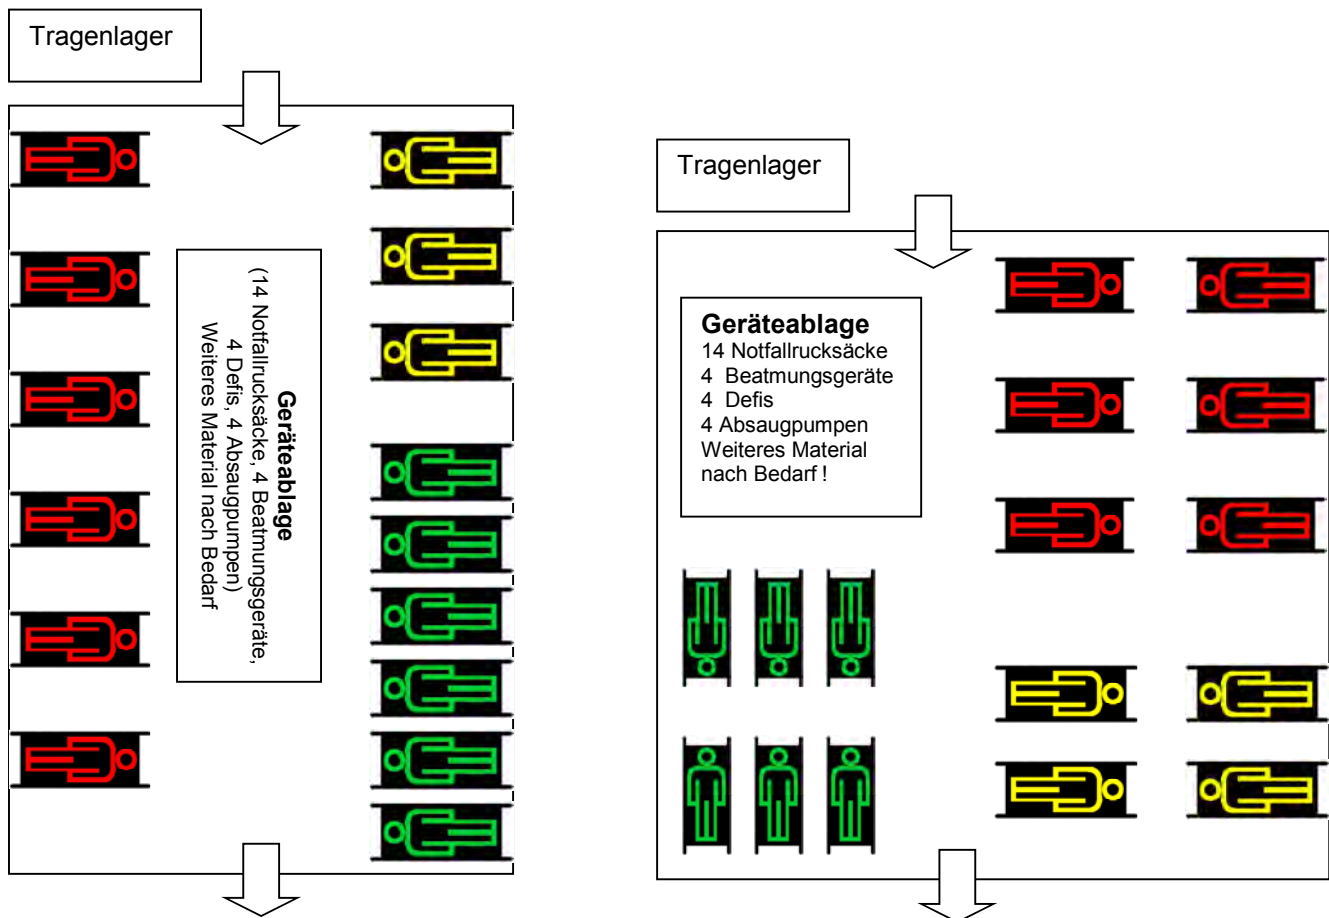 Tragenlager
Geräteablage
(14 Notfallrucksäcke, 4 Beatmungsgeräte,
4 Defis, 4 Absaugpumpen)
Weiteres Material nach Bedarf
Tragenlager
Geräteablage
14 Notfallrucksäcke
4 Beatmungsgeräte
4 Defis
4 Absaugpumpen
Weiteres Material
nach Bedarf !